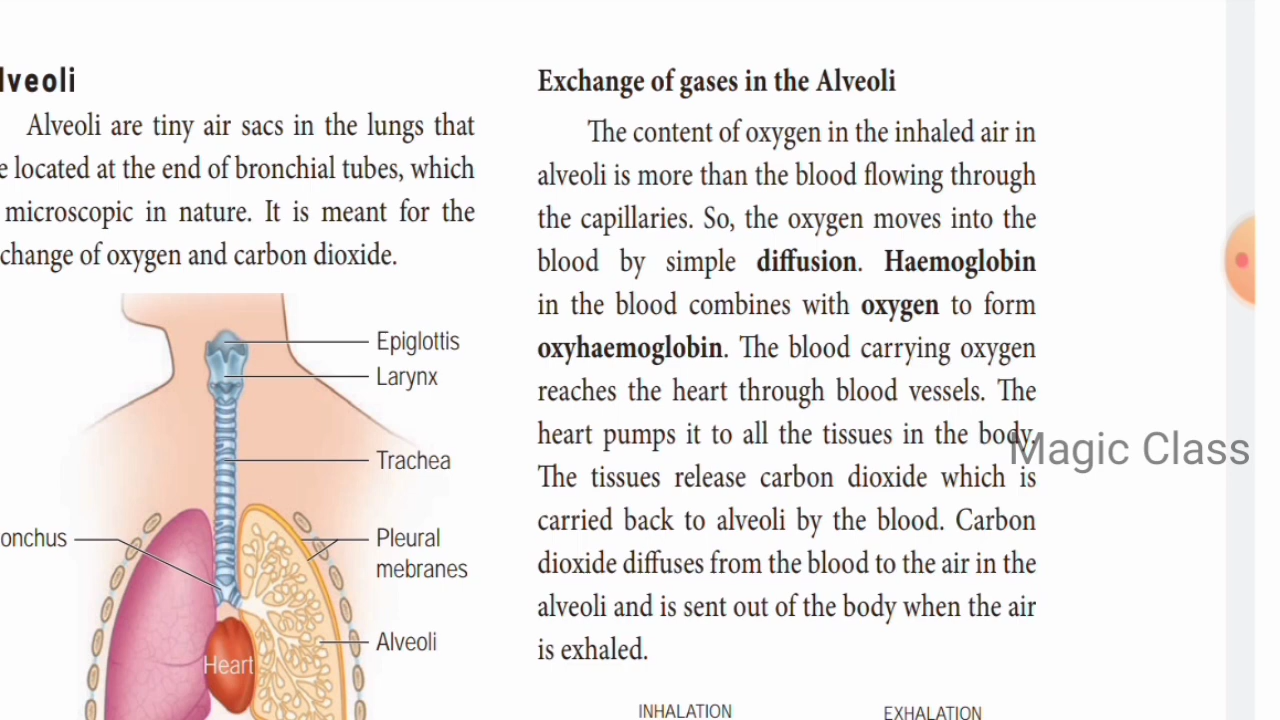 lveoli
Alveoli are tiny air sacs in the lungs that
e located at the end of bronchial tubes, which
microscopic in nature. It is meant for the
change of oxygen and carbon dioxide.
Epiglottis
Larynx
Trachea
onchus
Pleural
mebranes
Alveoli
Heart
Exchange of gases in the Alveoli
The content of oxygen in the inhaled air in
alveoli is more than the blood flowing through
the capillaries. So, the oxygen moves into the
blood by simple diffusion. Haemoglobin
in the blood combines with oxygen to form
oxyhaemoglobin. The blood carrying oxygen
reaches the heart through blood vessels. The
heart pumps it to all the tissues in the body.
The tissues release carbon dioxide which is
carried back to alveoli by the blood. Carbon
dioxide diffuses from the blood to the air in the
alveoli and is sent out of the body when the air
is exhaled.
INHALATION
EXHALATION
Magic Class